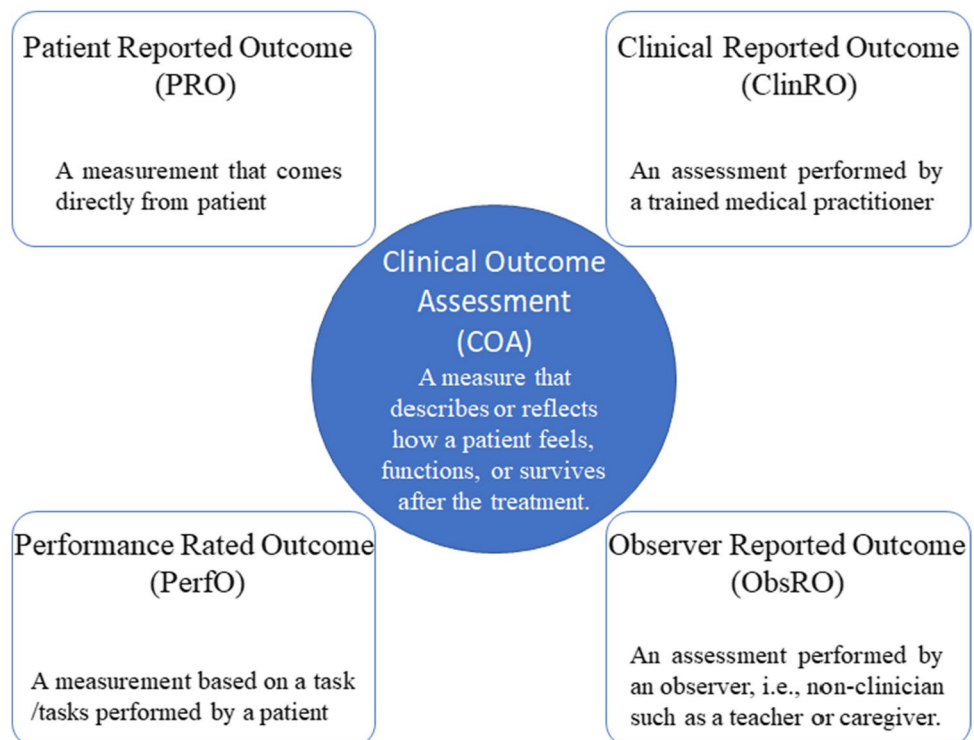 Patient Reported Outcome
(PRO)
A measurement that comes
directly from patient
Clinical Reported Outcome
(ClinRO)
An assessment performed by
a trained medical practitioner
Clinical Outcome
Assessment
(COA)
A measure that
describes or reflects
how a patient feels,
functions, or survives
after the treatment.
Performance Rated Outcome
(PerfO)
A measurement based on a task
/tasks performed by a patient
Observer Reported Outcome
(ObsRO)
An assessment performed by
an observer, i.e., non-clinician
such as a teacher or caregiver.